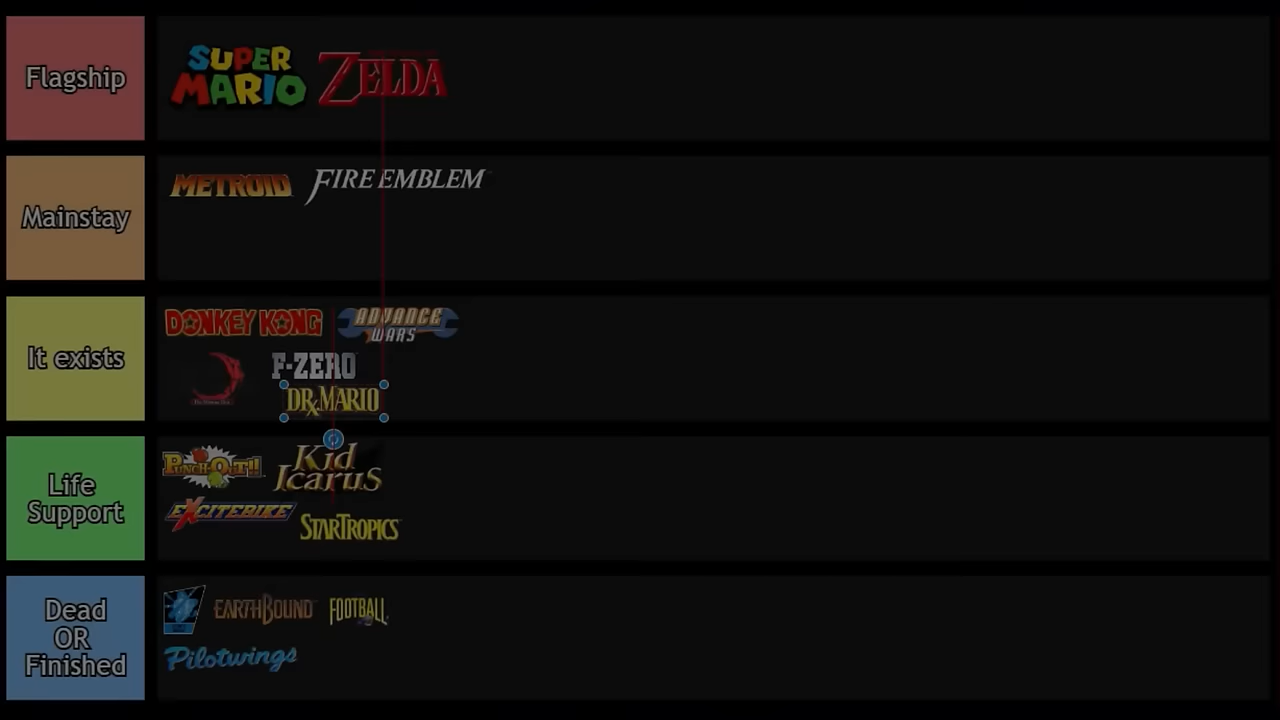 Flagship
SUPER MARIO
ZELDA
Mainstay
METROID
FIRE EMBLEM
It exists
DONKEY KONG
ADVANCE WARS
F-ZERO
DR. MARIO
Life
Support
PUNCH-OUT!!
Kid Icarus
EXCITEBIKE
STARTROPICS
Dead
OR
Finished
EARTHBOUND
FOOTBALL
Pilotwings